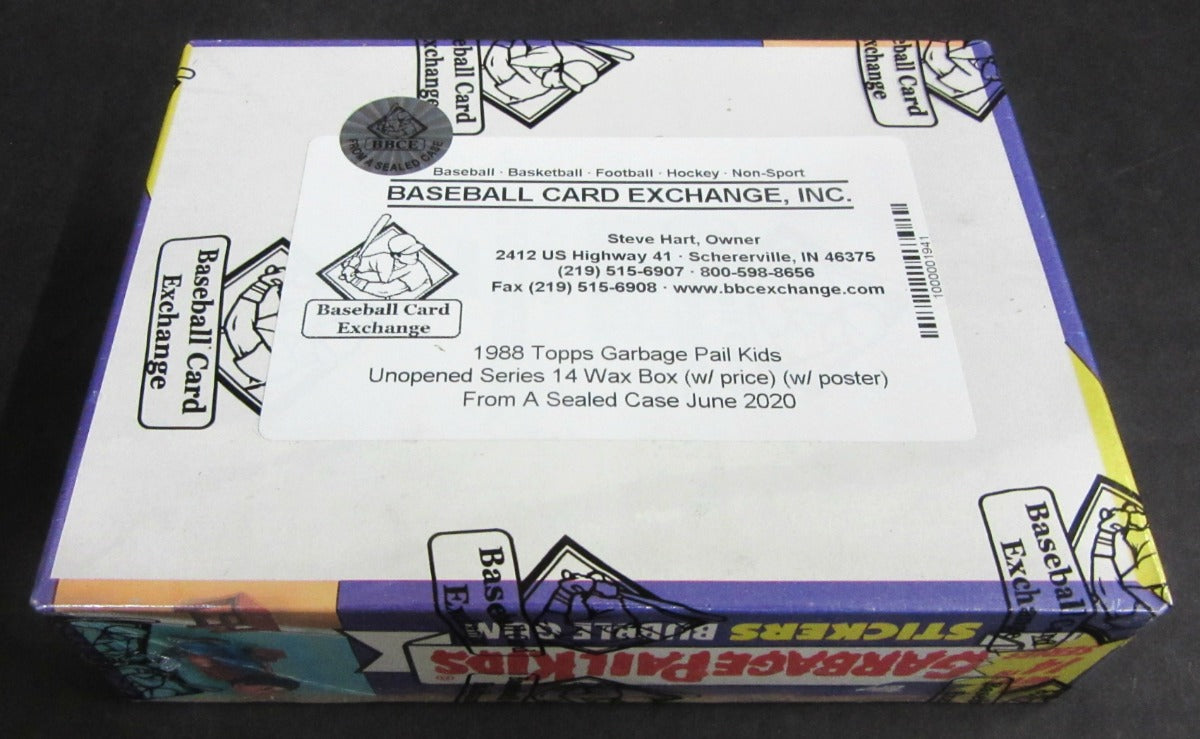 Baseball Card
Exchange
Baseball Card
Exchange
BBCE
FROM A SEALED CASE
Baseball · Basketball · Football · Hockey · Non-Sport
BASEBALL CARD EXCHANGE, INC.
Steve Hart, Owner
2412 US Highway 41 · Schererville, IN 46375
(219) 515-6907 · 800-598-8656
Fax (219) 515-6908 · www.bbcexchange.com
Baseball Card
Exchange
1000001941
Baseball Card
Exchange
1988 Topps Garbage Pail Kids
Unopened Series 14 Wax Box (w/ price) (w/ poster)
From A Sealed Case June 2020
Baseball
STICKERS BUBBLE GUM
GARBAGE PAIL KIDS
14